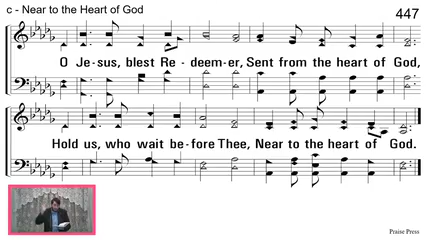 c - Near to the Heart of God
447
O Je-sus, blest Re-deem-er, Sent from the heart of God,
Hold us, who wait be-fore Thee, Near to the heart of God.
Praise Press